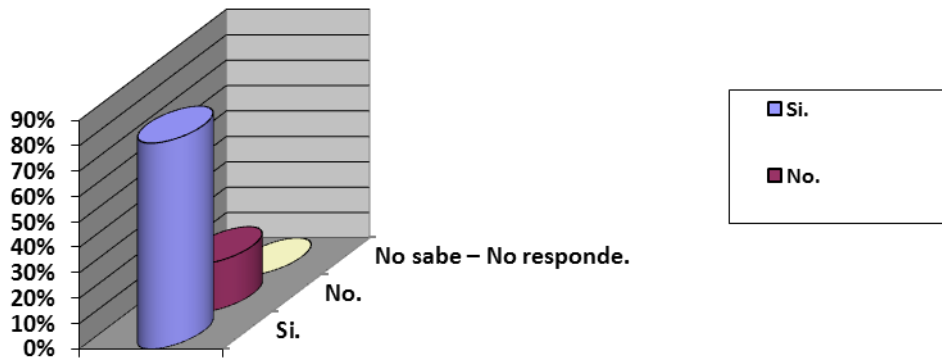 90%
80%
70%
60%
50%
40%
30%
20%
10%
0%
Si.
No.
No sabe – No responde.
Si.
No.